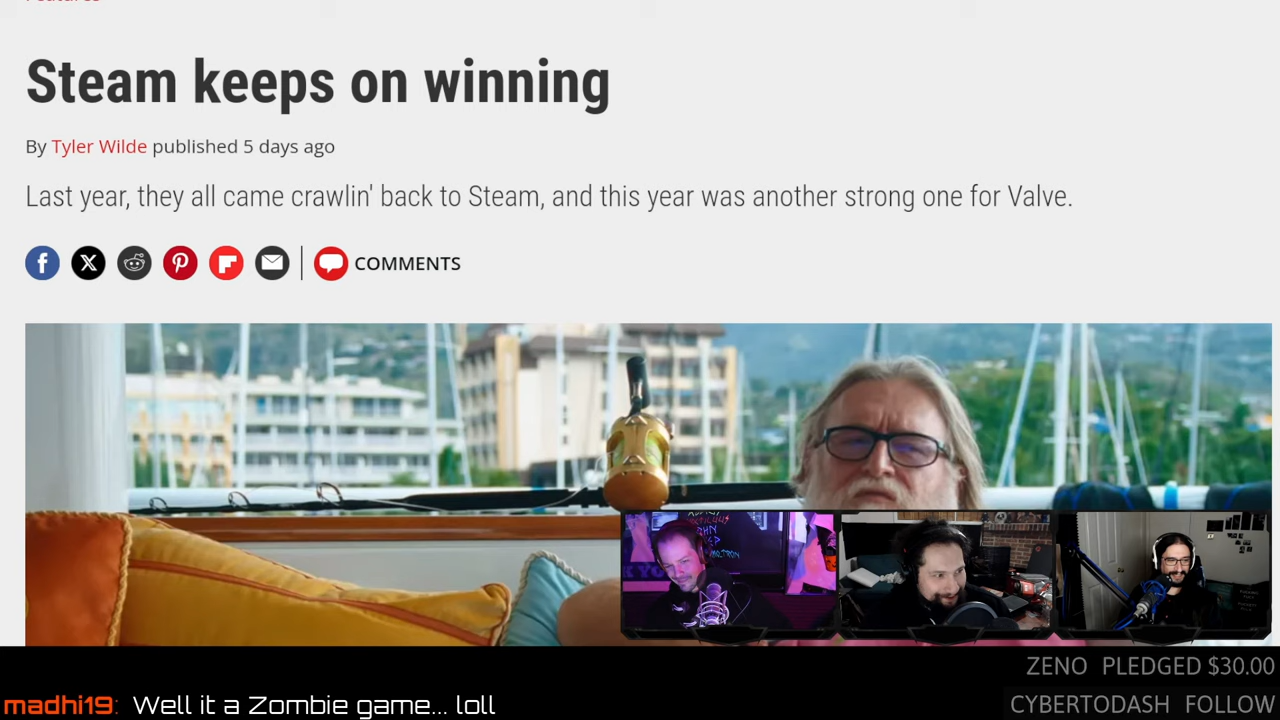 Steam keeps on winning
By Tyler Wilde published 5 days ago
Last year, they all came crawlin' back to Steam, and this year was another strong one for Valve.
COMMENTS
ZENO PLEDGED $30.00
madhi19: Well it a Zombie game... loll
CYBERTODASH FOLLOW